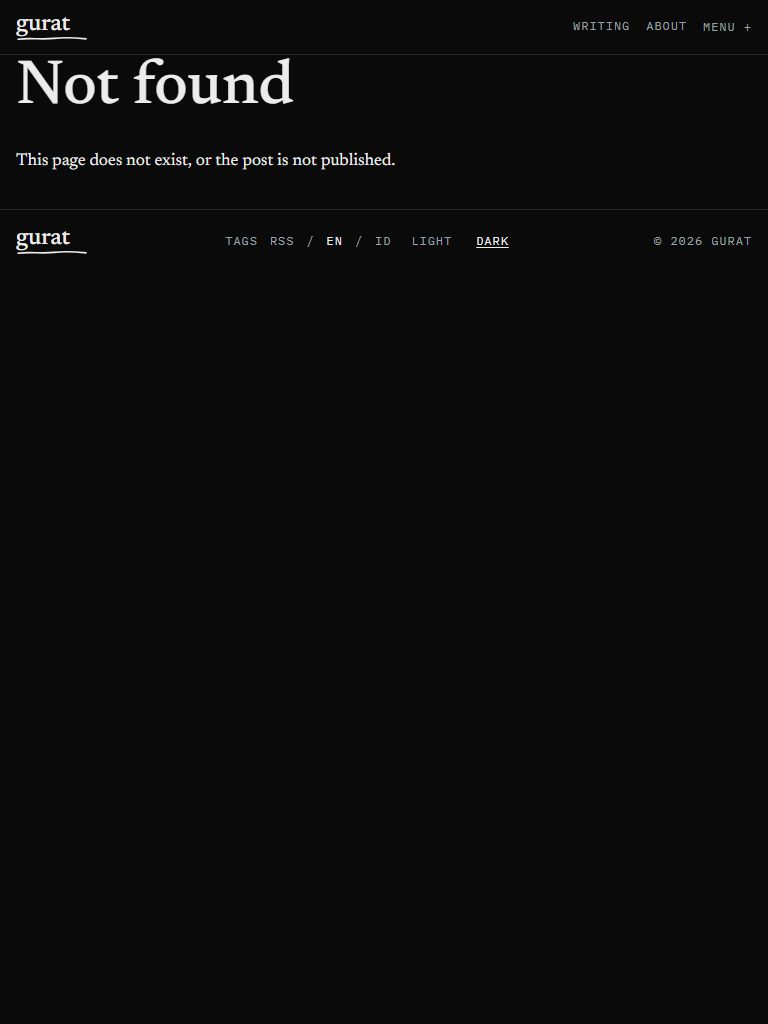 gurat
WRITING ABOUT MENU +
Not found
This page does not exist, or the post is not published.
gurat
TAGS RSS / EN / ID LIGHT DARK
© 2026 GURAT